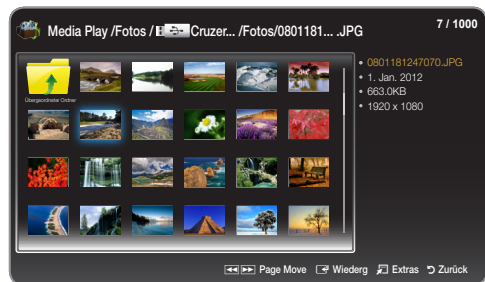 Media Play /Fotos / Cruzer... /Fotos/0801181... .JPG
7 / 1000
Übergeordneter Ordner
• 0801181247070.JPG
• 1. Jan. 2012
• 663.0KB
• 1920 x 1080
Page Move Wiederg Extras Zurück